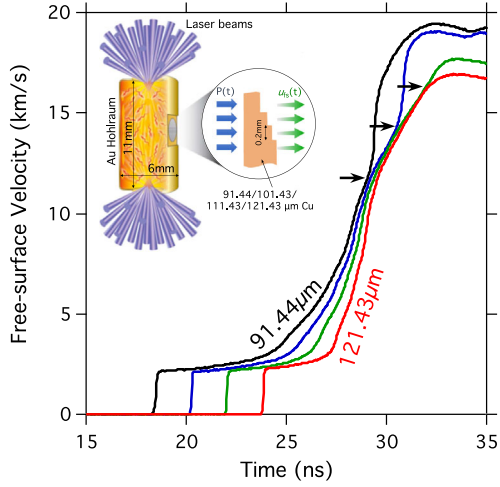 Free-surface Velocity (km/s)
20
15
10
5
0
15
20
25
30
35
Time (ns)
Laser beams
Au Hohlraum
11mm
6mm
P(t)
u_fs(t)
0.2mm
91.44/101.43/
111.43/121.43 μm Cu
91.44μm
121.43μm